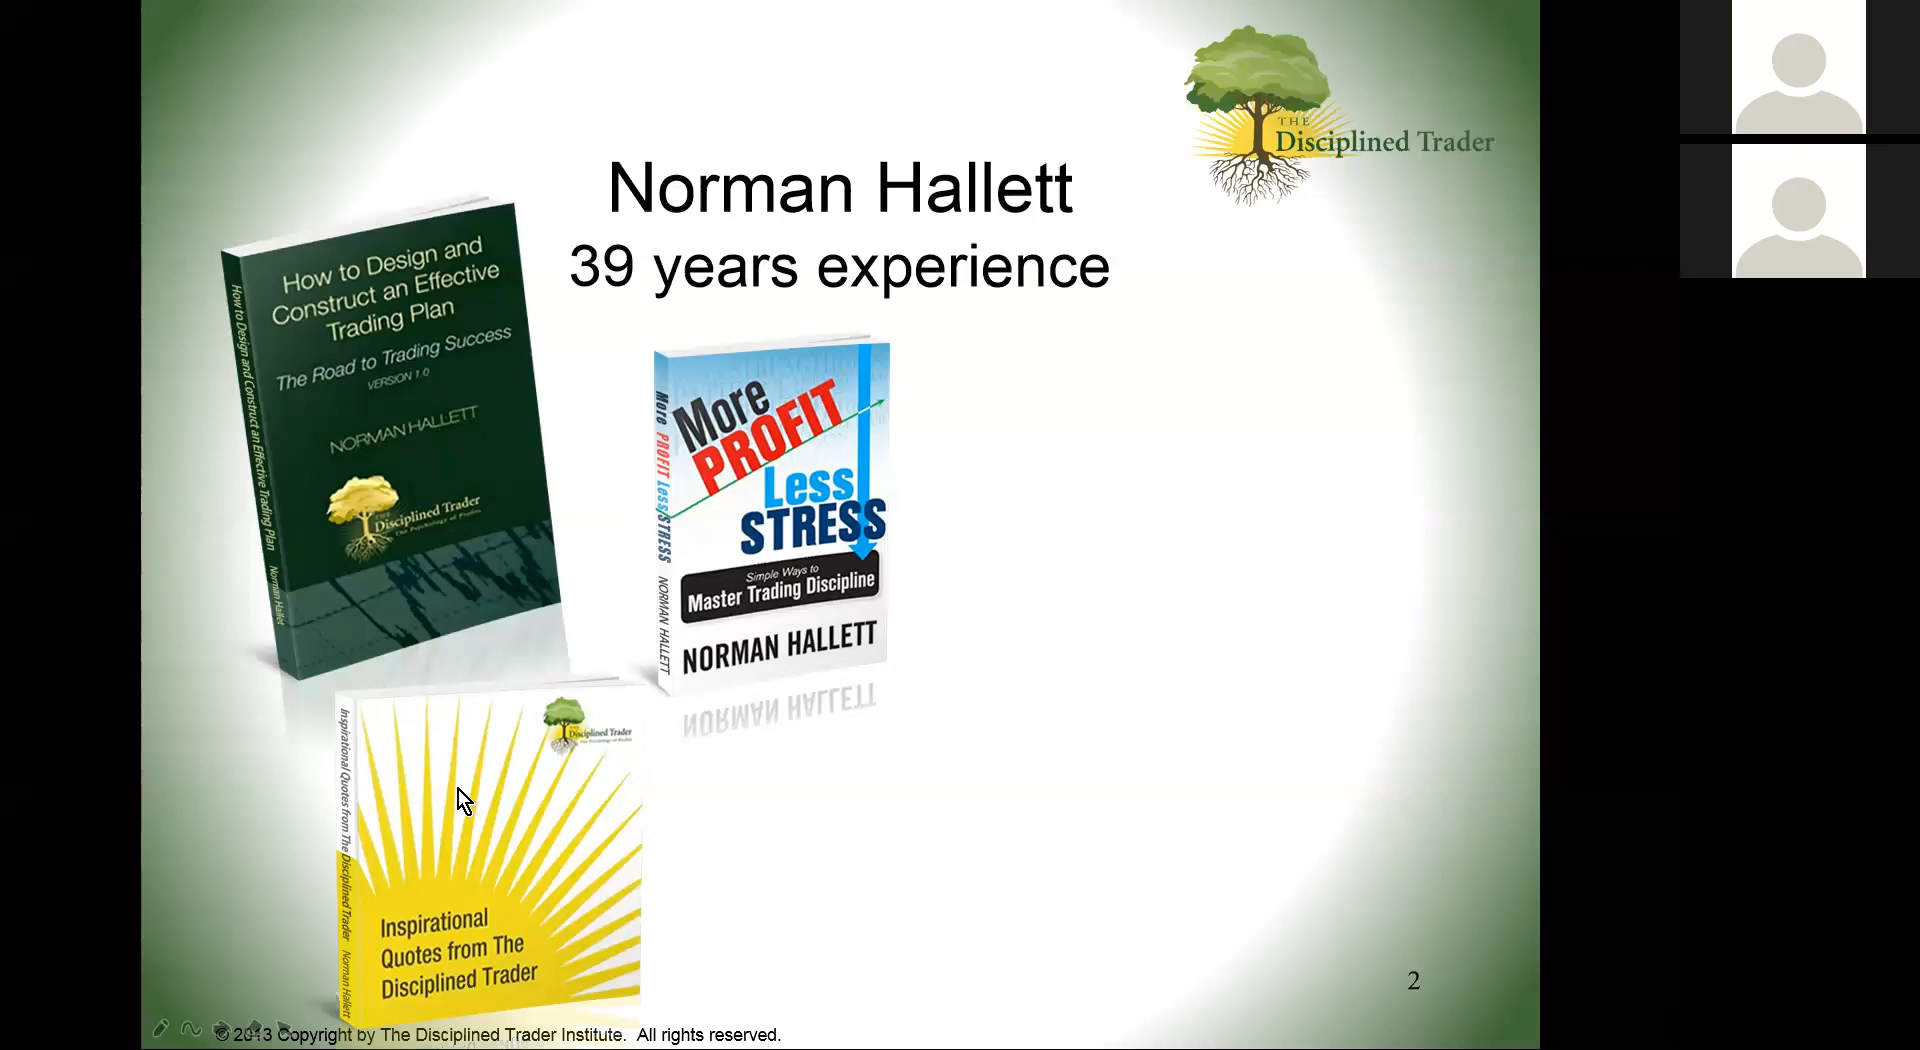 THE
Disciplined Trader
Norman Hallett
39 years experience
How to Design and
Construct an Effective
Trading Plan
The Road to Trading Success
VERSION 1.0
NORMAN HALLETT
THE
Disciplined Trader
The Psychology of Profits
How to Design and Construct an Effective Trading Plan Norman Hallet
More
PROFIT
Less
STRESS
Simple Ways to
Master Trading Discipline
NORMAN HALLETT
More PROFIT Less STRESS NORMAN HALLETT
NORMAN HALLETT
Disciplined Trader
Inspirational
Quotes from The
Disciplined Trader
Inspirational Quotes from The Disciplined Trader Norman Hallett
2
© 2013 Copyright by The Disciplined Trader Institute. All rights reserved.